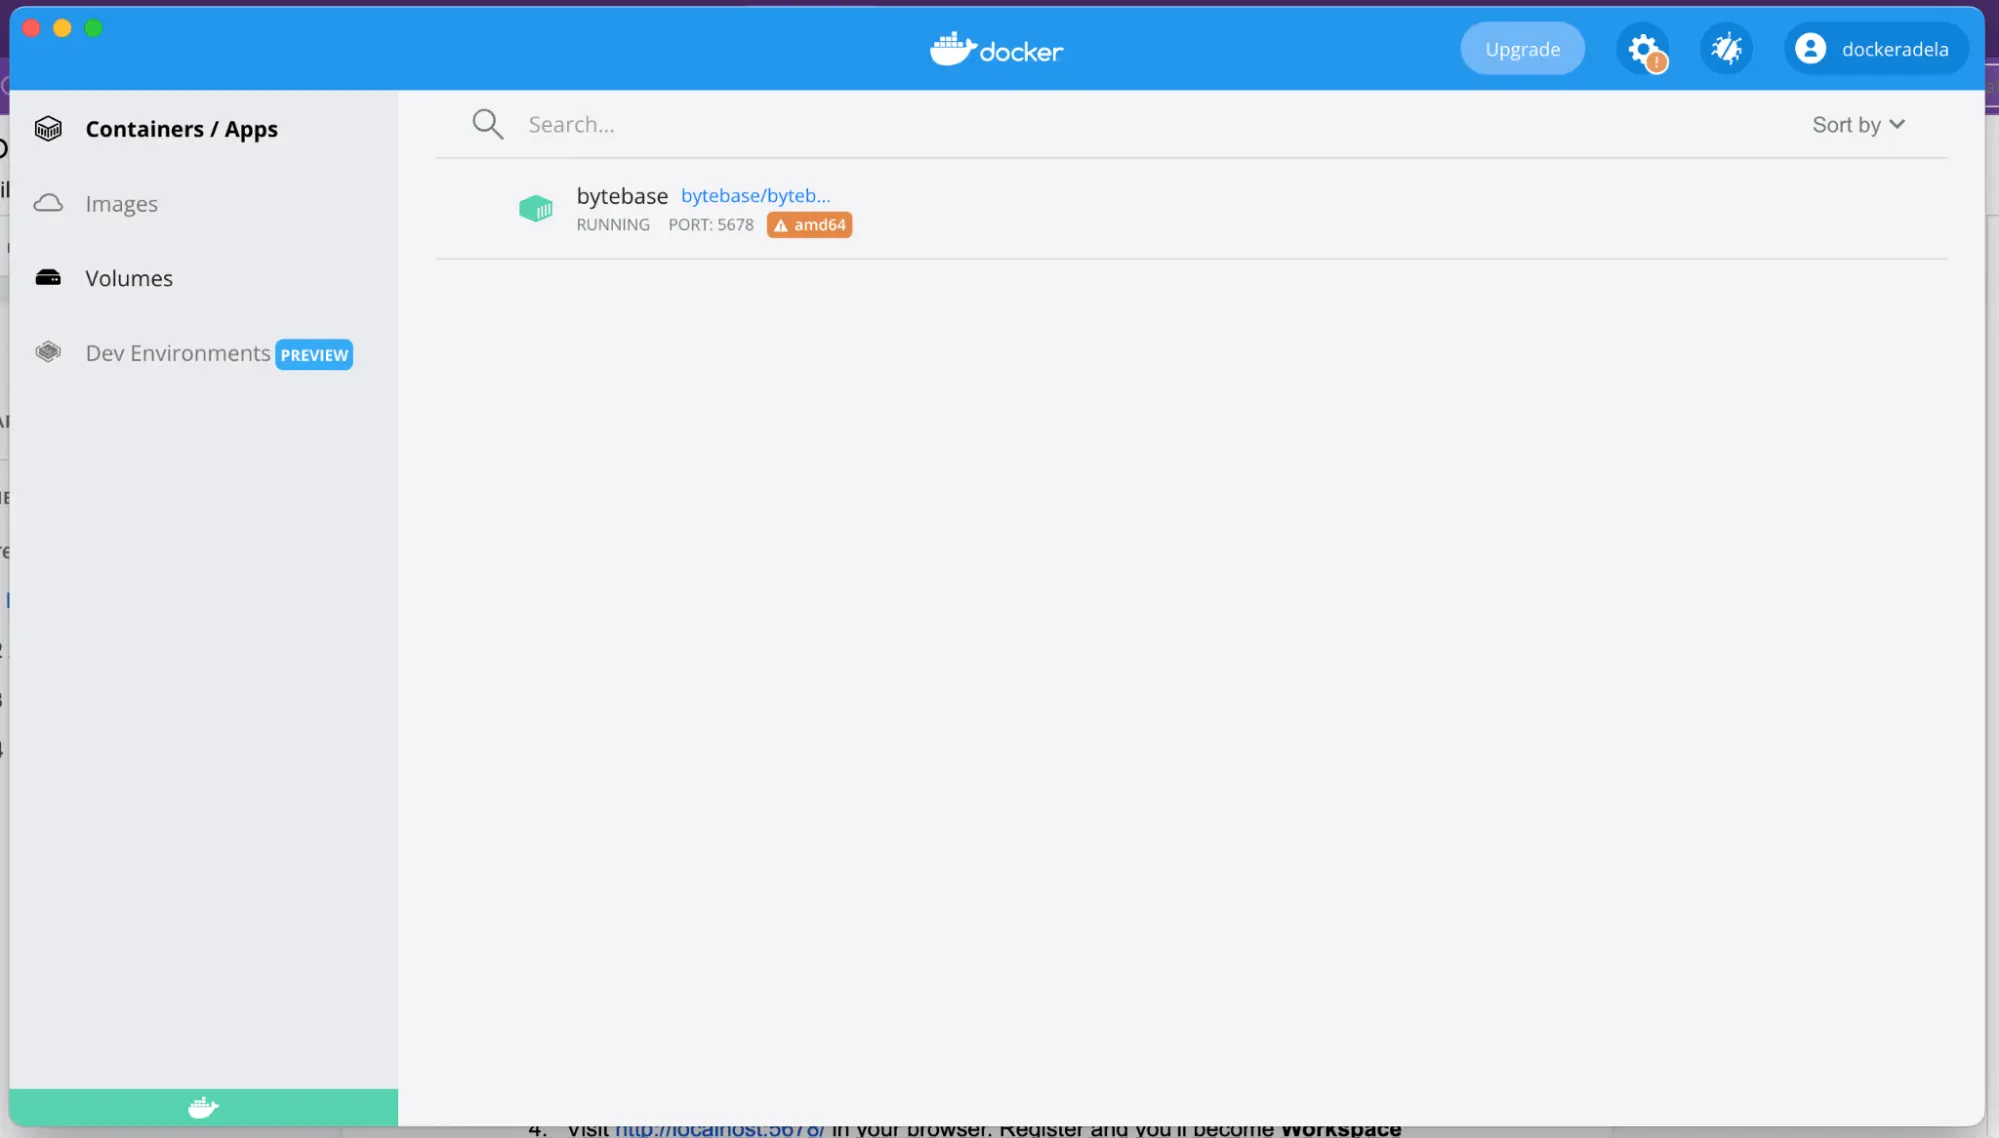 docker
Upgrade
dockeradela
Containers / Apps
Images
Volumes
Dev Environments PREVIEW
Search...
Sort by
bytebase bytebase/byteb...
RUNNING PORT: 5678 amd64
4. Visit http://localhost:5678/ in your browser. Register and you'll become Workspace